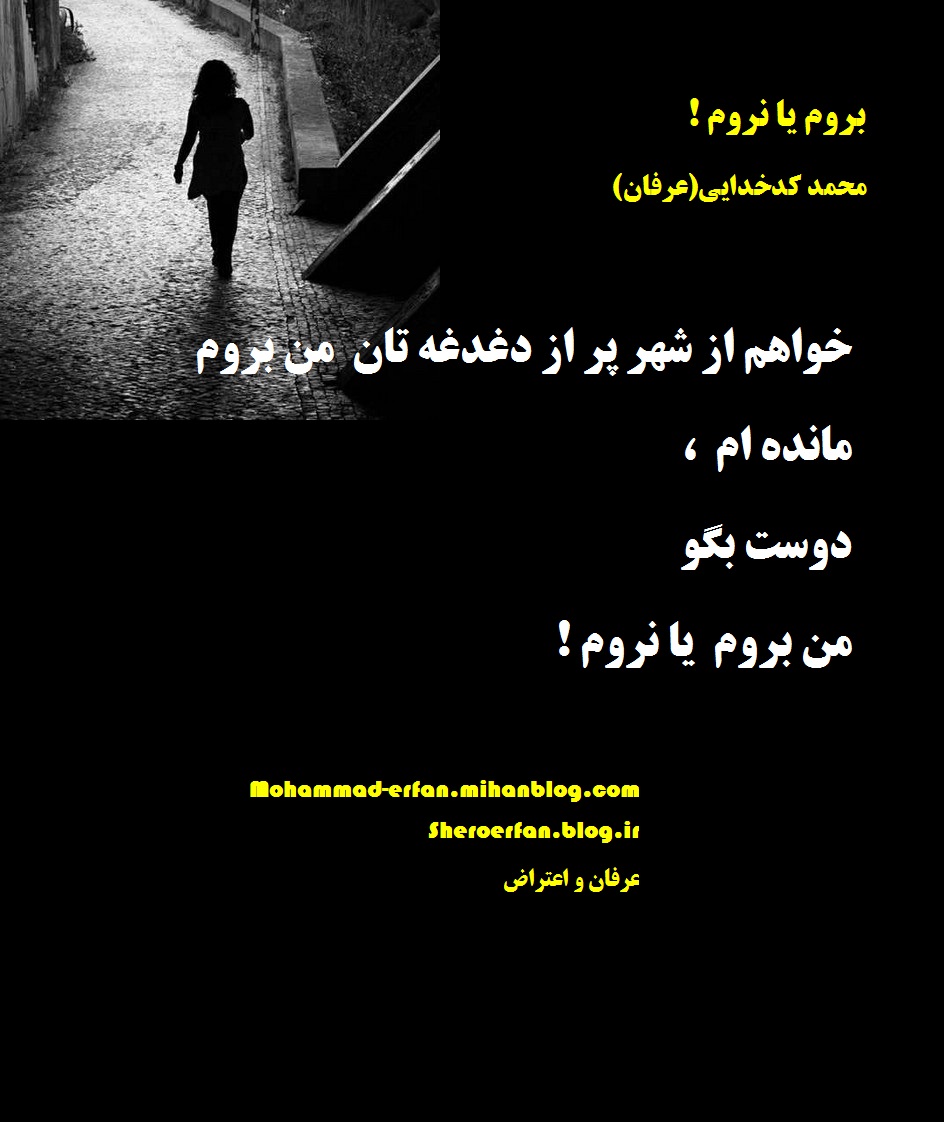 بروم یا نروم !
محمد کدخدایی(عرفان)
خواهم از شهر پر از دغدغه تان من بروم
مانده ام ،
دوست بگو
من بروم یا نروم !
Mohammad-erfan.mihanblog.com
Sheroerfan.blog.ir
عرفان و اعتراض